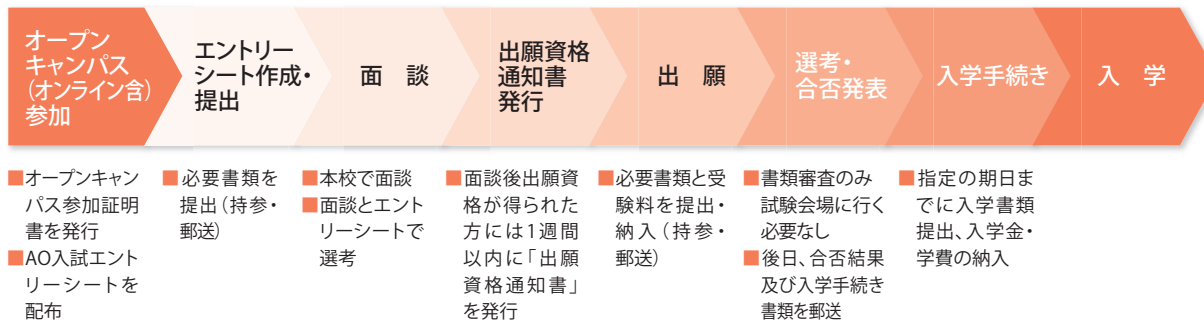 オープン
キャンパス
(オンライン含)
参加
エントリー
シート作成・
提出
面　談
出願資格
通知書
発行
出　願
選考・
合否発表
入学手続き
入　学
■オープンキャン
パス参加証明
書を発行
■AO入試エント
リーシートを
配布
■必要書類を
提出（持参・
郵送）
■本校で面談
■面談とエント
リーシートで
選考
■面談後出願資
格が得られた
方には1週間
以内に「出願
資格通知書」
を発行
■必要書類と受
験料を提出・
納入（持参・
郵送）
■書類審査のみ
試験会場に行く
必要なし
■後日、合否結果
及び入学手続き
書類を郵送
■指定の期日ま
でに入学書類
提出、入学金・
学費の納入